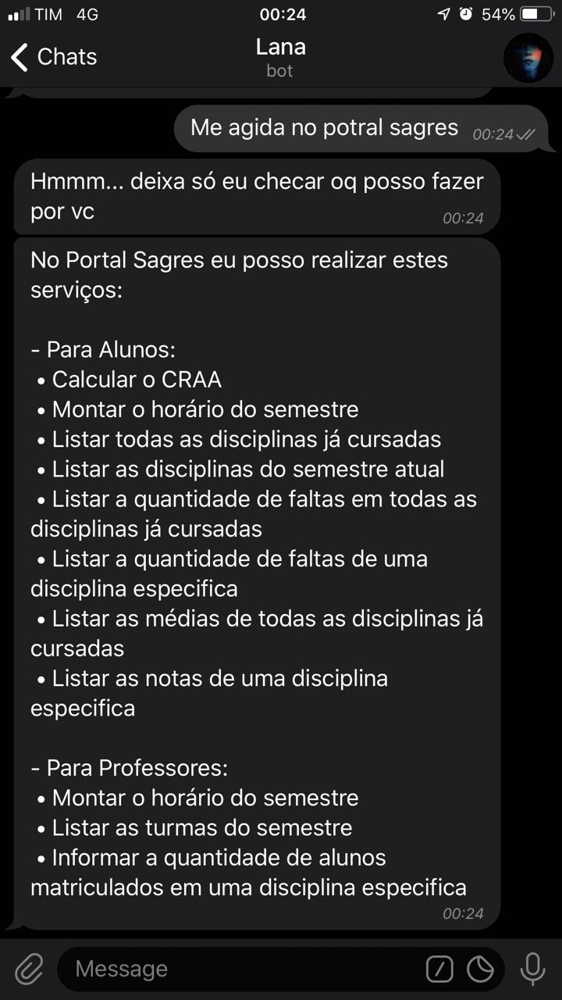 TIM 4G 00:24 54%
Chats Lana
bot
Me agida no potral sagres 00:24
Hmmm... deixa só eu checar oq posso fazer
por vc 00:24
No Portal Sagres eu posso realizar estes
serviços:
- Para Alunos:
• Calcular o CRAA
• Montar o horário do semestre
• Listar todas as disciplinas já cursadas
• Listar as disciplinas do semestre atual
• Listar a quantidade de faltas em todas as
disciplinas já cursadas
• Listar a quantidade de faltas de uma
disciplina especifica
• Listar as médias de todas as disciplinas já
cursadas
• Listar as notas de uma disciplina
especifica
- Para Professores:
• Montar o horário do semestre
• Listar as turmas do semestre
• Informar a quantidade de alunos
matriculados em uma disciplina especifica
00:24
Message